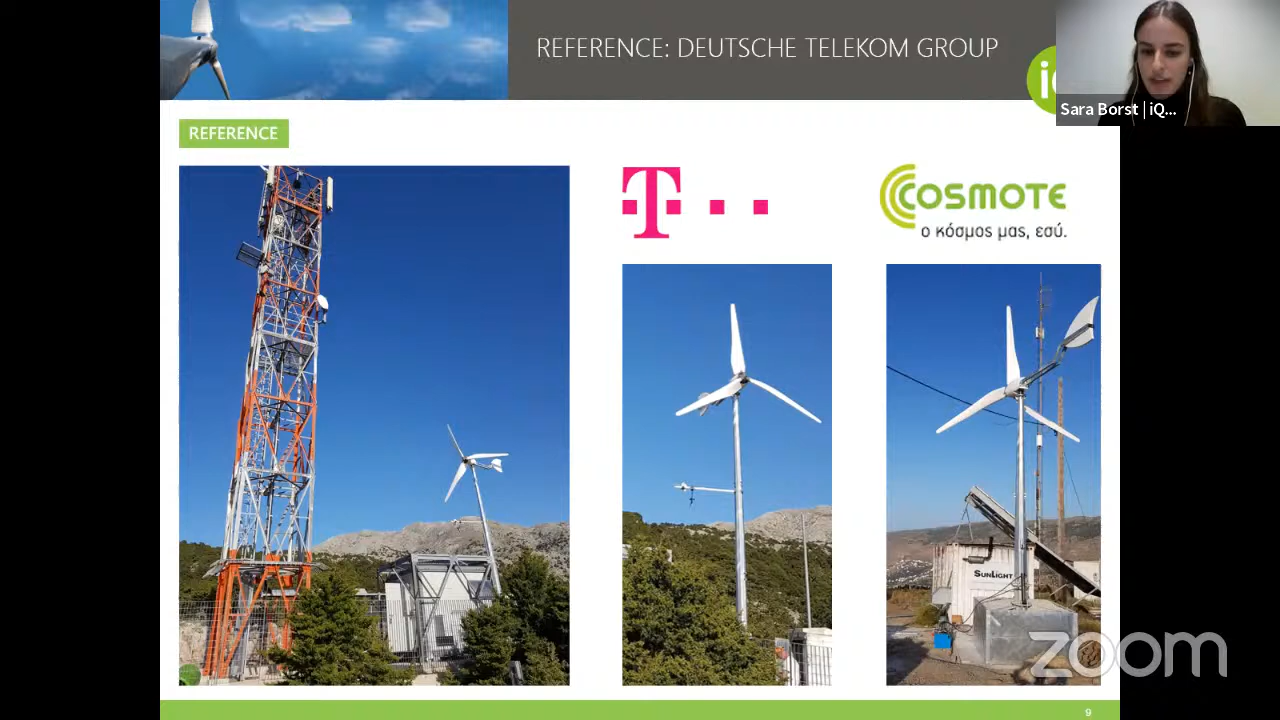 REFERENCE: DEUTSCHE TELEKOM GROUP
Sara Borst | iQ...
REFERENCE
T
COSMOTE
ο κόσμος μας, εσύ.
SUNLIGHT
zoom
9